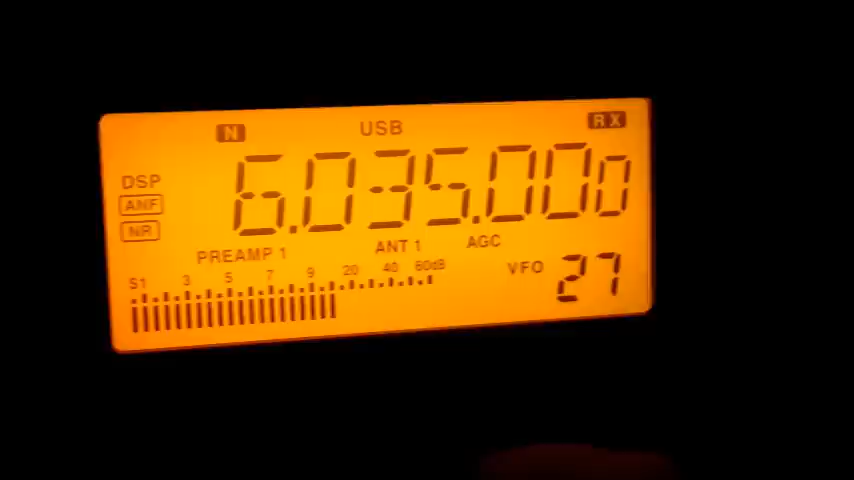 N USB RX
6.035.000
DSP
ANF
NR
PREAMP 1 ANT 1 AGC
S1 3 5 7 9 20 40 60dB
VFO 27